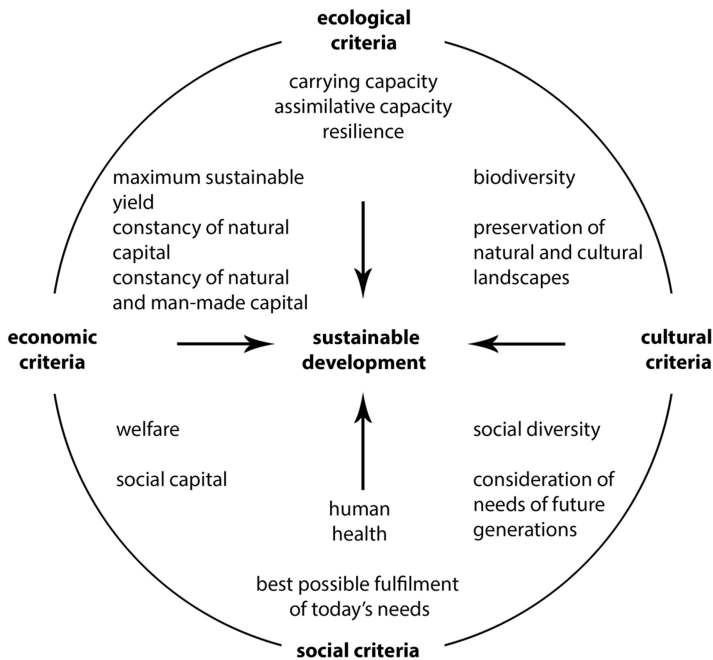 ecological
criteria
carrying capacity
assimilative capacity
resilience
maximum sustainable
yield
constancy of natural
capital
constancy of natural
and man-made capital
biodiversity
preservation of
natural and cultural
landscapes
economic
criteria
sustainable
development
cultural
criteria
welfare
social capital
social diversity
consideration of
needs of future
generations
human
health
best possible fulfilment
of today's needs
social criteria